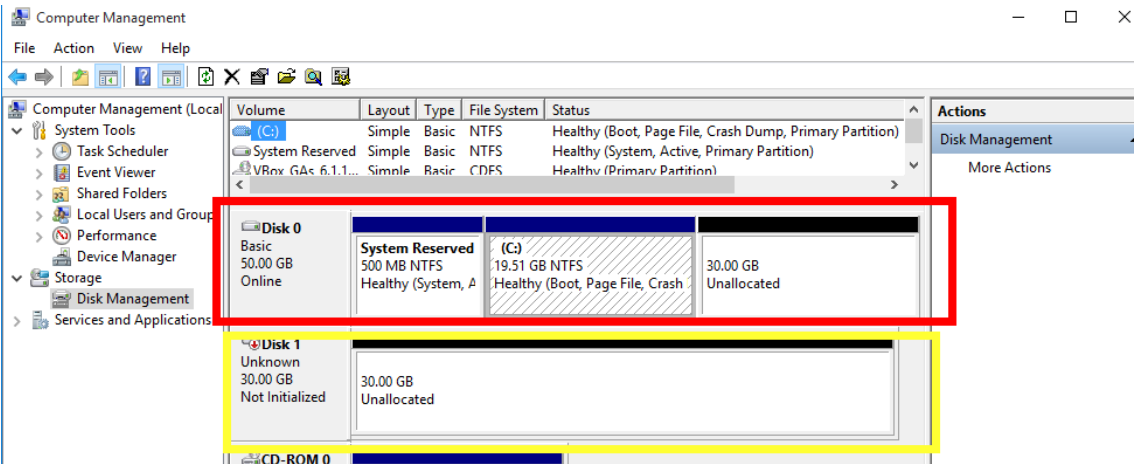 Computer Management
File Action View Help
Computer Management (Local
System Tools
Task Scheduler
Event Viewer
Shared Folders
Local Users and Group
Performance
Device Manager
Storage
Disk Management
Services and Applications
Volume Layout Type File System Status
(C:) Simple Basic NTFS Healthy (Boot, Page File, Crash Dump, Primary Partition)
System Reserved Simple Basic NTFS Healthy (System, Active, Primary Partition)
VBox_GAs_6.1.1... Simple Basic CDFS Healthy (Primary Partition)
Disk 0
Basic
50.00 GB
Online
System Reserved
500 MB NTFS
Healthy (System, A
(C:)
19.51 GB NTFS
Healthy (Boot, Page File, Crash
30.00 GB
Unallocated
Disk 1
Unknown
30.00 GB
Not Initialized
30.00 GB
Unallocated
CD-ROM 0
Actions
Disk Management
More Actions